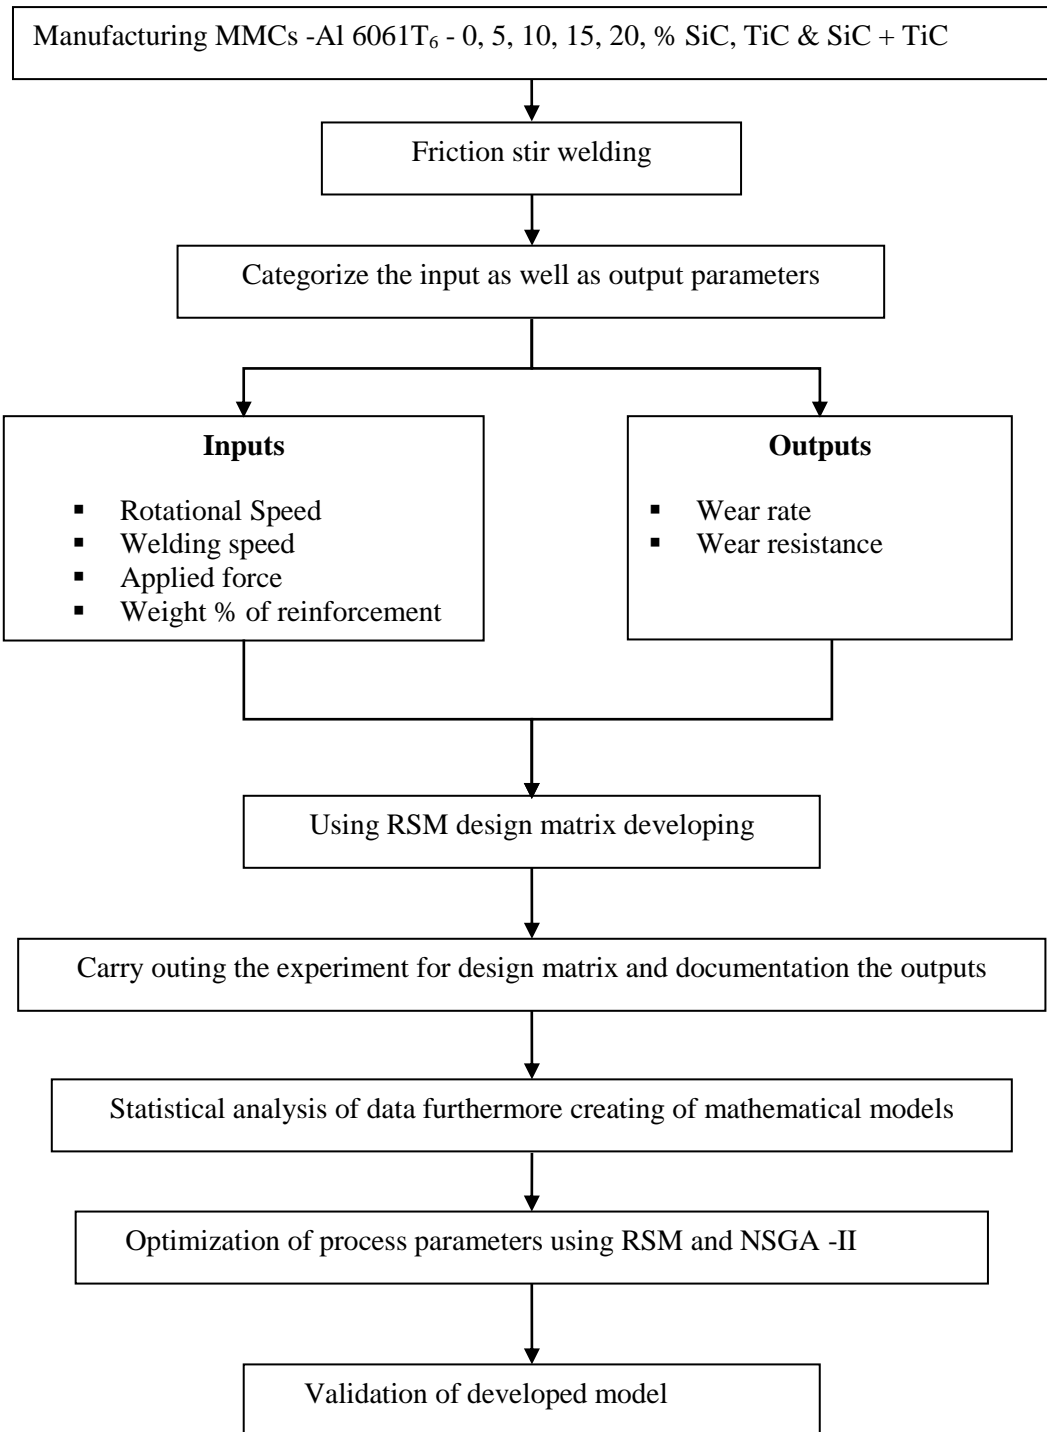 Manufacturing MMCs -Al 6061T₆ - 0, 5, 10, 15, 20, % SiC, TiC & SiC + TiC
Friction stir welding
Categorize the input as well as output parameters
Inputs
▪ Rotational Speed
▪ Welding speed
▪ Applied force
▪ Weight % of reinforcement
Outputs
▪ Wear rate
▪ Wear resistance
Using RSM design matrix developing
Carry outing the experiment for design matrix and documentation the outputs
Statistical analysis of data furthermore creating of mathematical models
Optimization of process parameters using RSM and NSGA -II
Validation of developed model